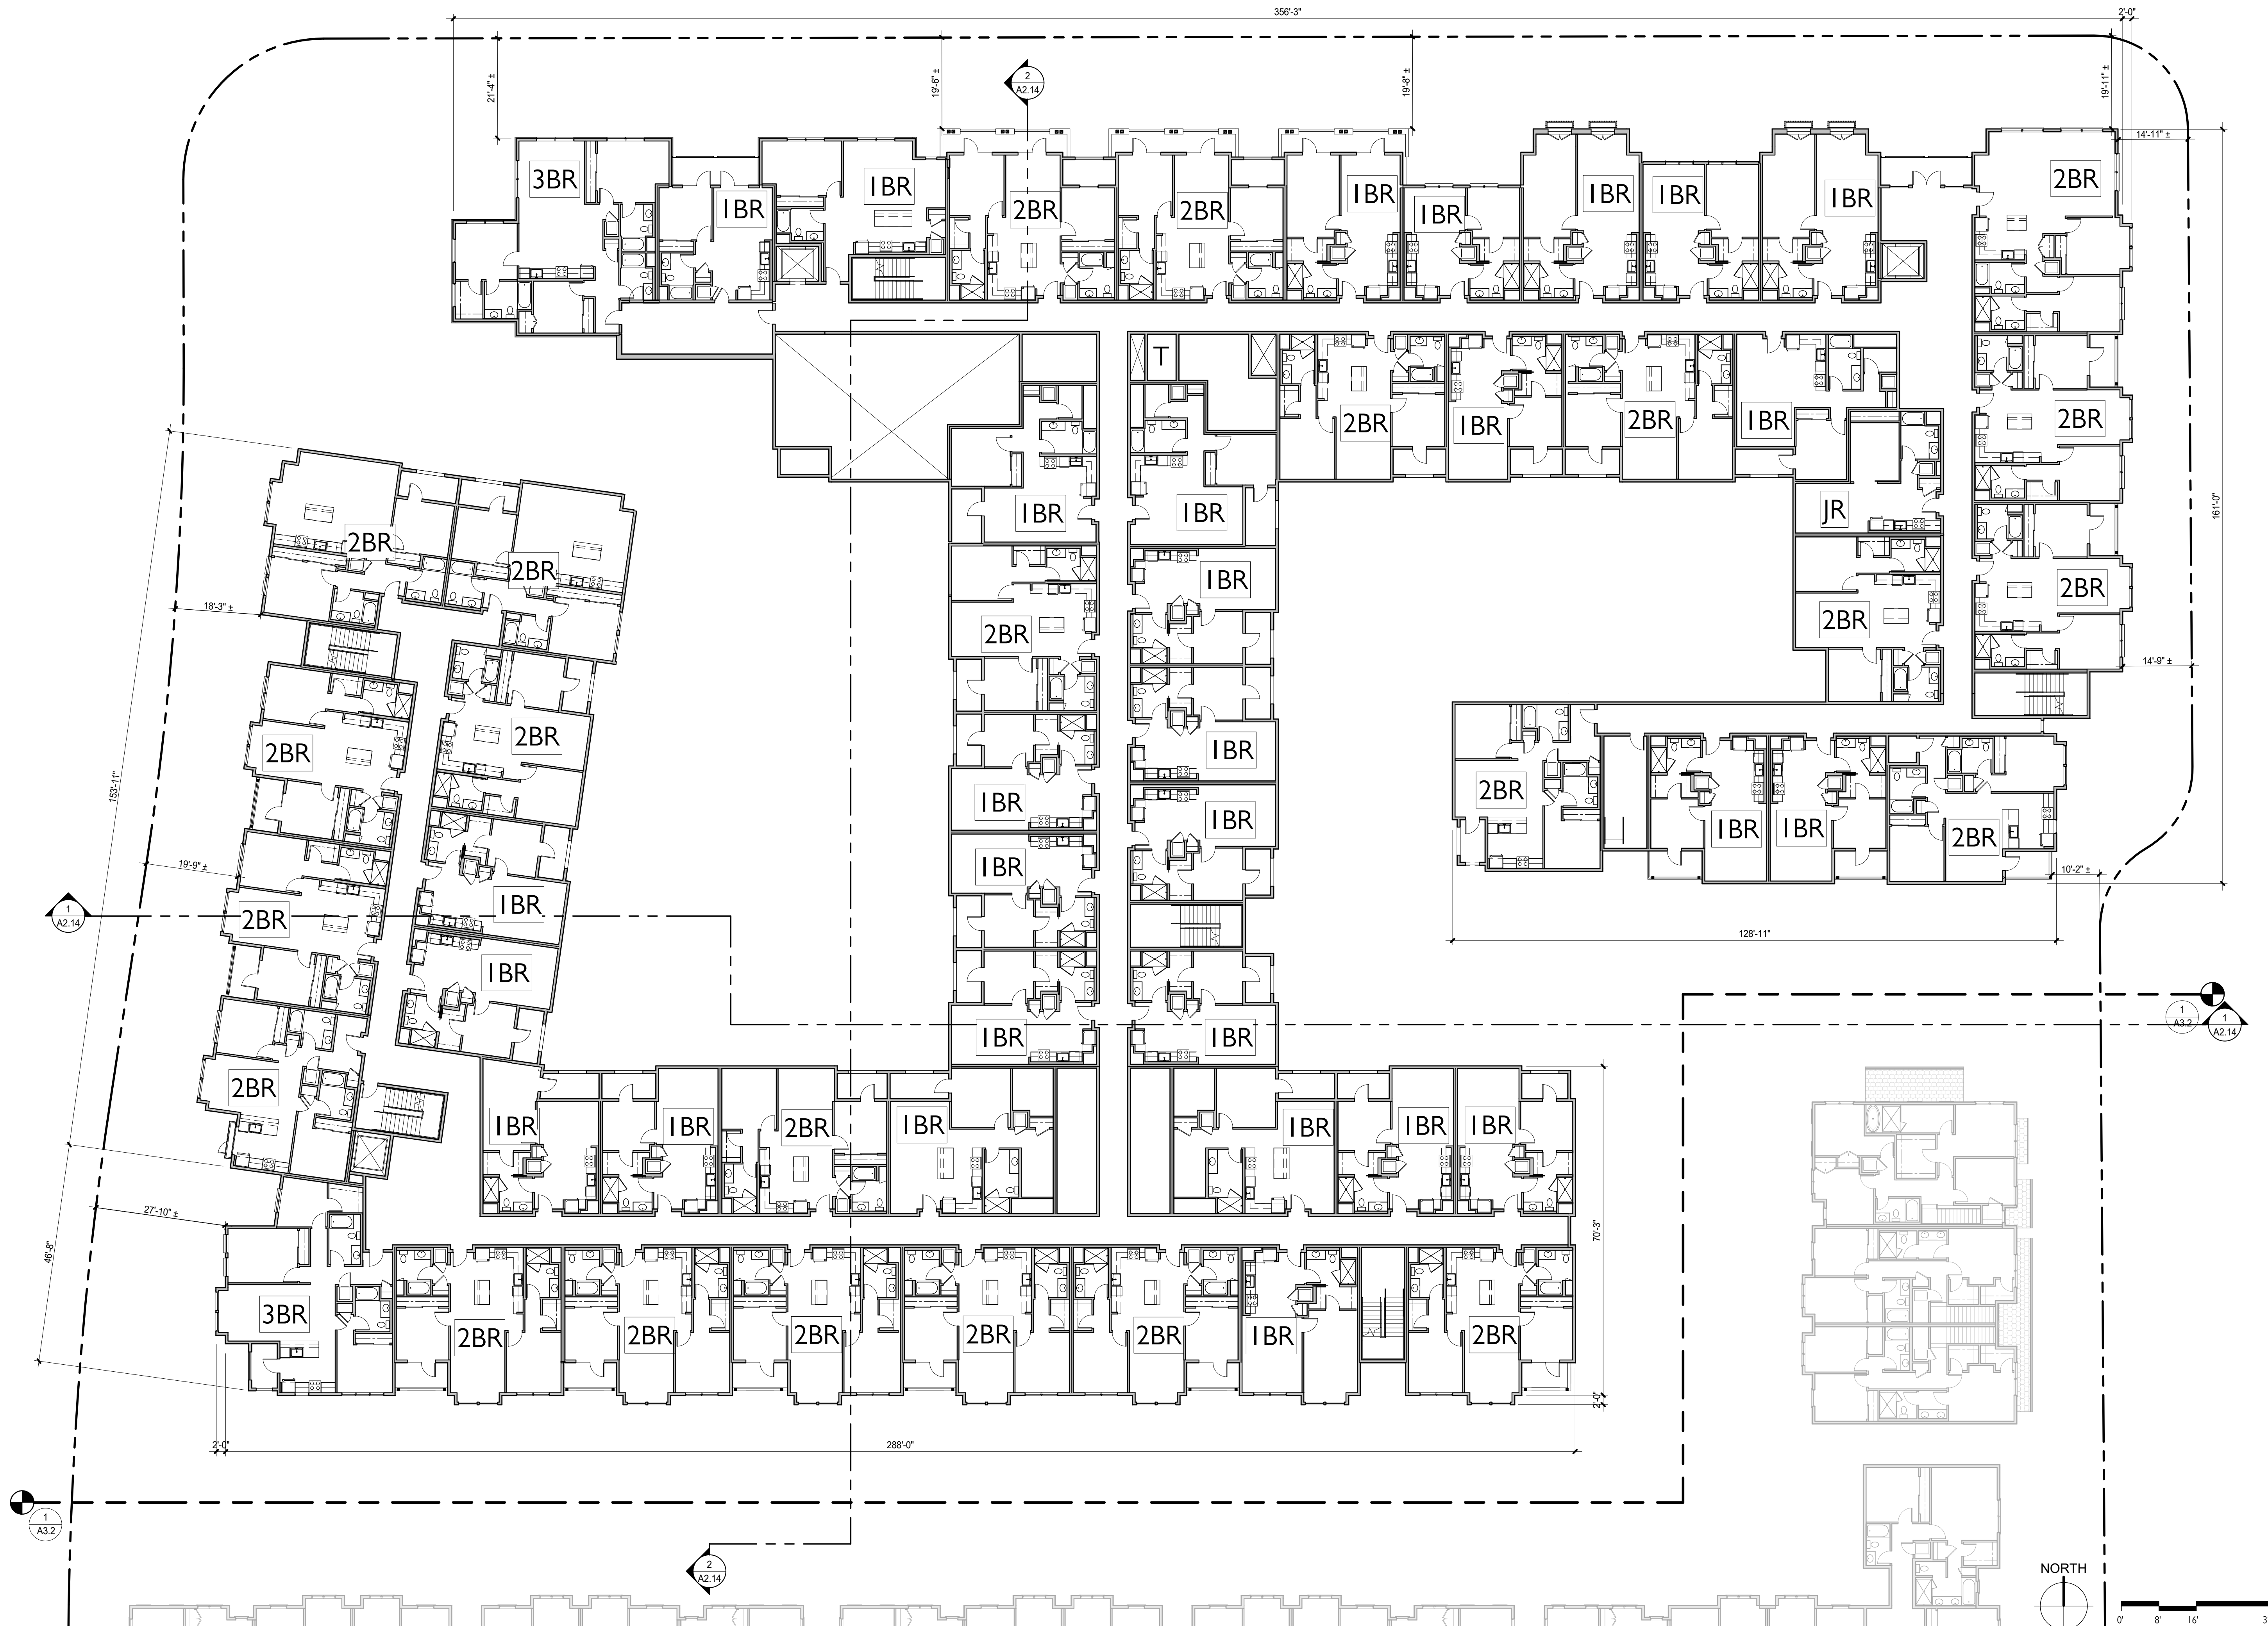 356'-3"
2'-0"
21'-4" ±
19'-6" ±
2
A2.14
19'-8" ±
19'-11" ±
14'-11" ±
3BR
1BR
1BR
2BR
2BR
1BR
1BR
1BR
1BR
1BR
2BR
T
2BR
1BR
2BR
1BR
2BR
161'-0"
1BR
1BR
JR
2BR
2BR
18'-3" ±
1BR
2BR
2BR
2BR
14'-9" ±
2BR
2BR
1BR
153'-11"
1BR
1BR
2BR
1BR
1BR
2BR
19'-9" ±
1BR
10'-2" ±
2BR
1BR
1
A2.14
128'-11"
1BR
1
A3.2
1
A2.14
1BR
1BR
2BR
1BR
1BR
2BR
1BR
1BR
1BR
1BR
27'-10" ±
46'-8"
70'-3"
3BR
2BR
2BR
2BR
2BR
2BR
1BR
2BR
2'-0"
2'-0"
288'-0"
1
A3.2
2
A2.14
NORTH
0'
8'
16'